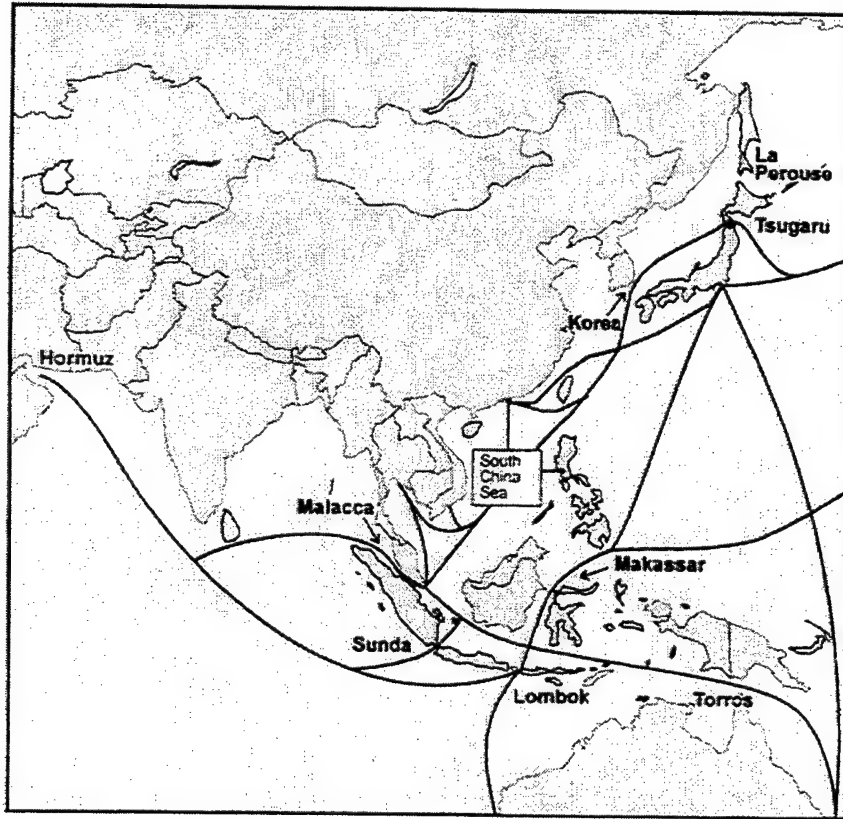 La
Perouse
Tsugaru
Korea
Hormuz
South
China
Sea
Malacca
Makassar
Sunda
Lombok
Torros